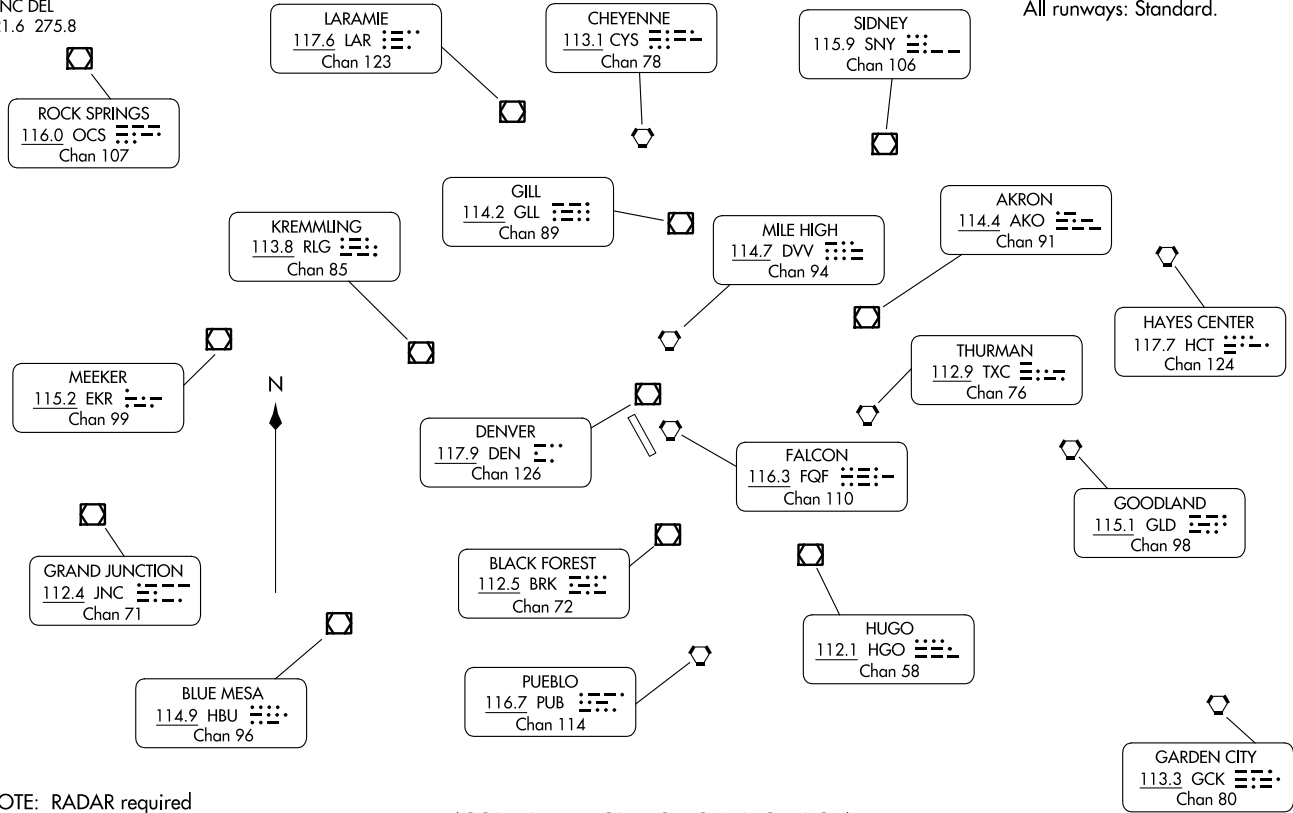 NC DEL
1.6 275.8
All runways: Standard.
LARAMIE
117.6 LAR
Chan 123
CHEYENNE
113.1 CYS
Chan 78
SIDNEY
115.9 SNY
Chan 106
ROCK SPRINGS
116.0 OCS
Chan 107
GILL
114.2 GLL
Chan 89
AKRON
114.4 AKO
Chan 91
KREMMLING
113.8 RLG
Chan 85
MILE HIGH
114.7 DVV
Chan 94
HAYES CENTER
117.7 HCT
Chan 124
THURMAN
112.9 TXC
Chan 76
MEEKER
115.2 EKR
Chan 99
N
DENVER
117.9 DEN
Chan 126
FALCON
116.3 FQF
Chan 110
GOODLAND
115.1 GLD
Chan 98
GRAND JUNCTION
112.4 JNC
Chan 71
BLACK FOREST
112.5 BRK
Chan 72
HUGO
112.1 HGO
Chan 58
BLUE MESA
114.9 HBU
Chan 96
PUEBLO
116.7 PUB
Chan 114
GARDEN CITY
113.3 GCK
Chan 80
OTE: RADAR required